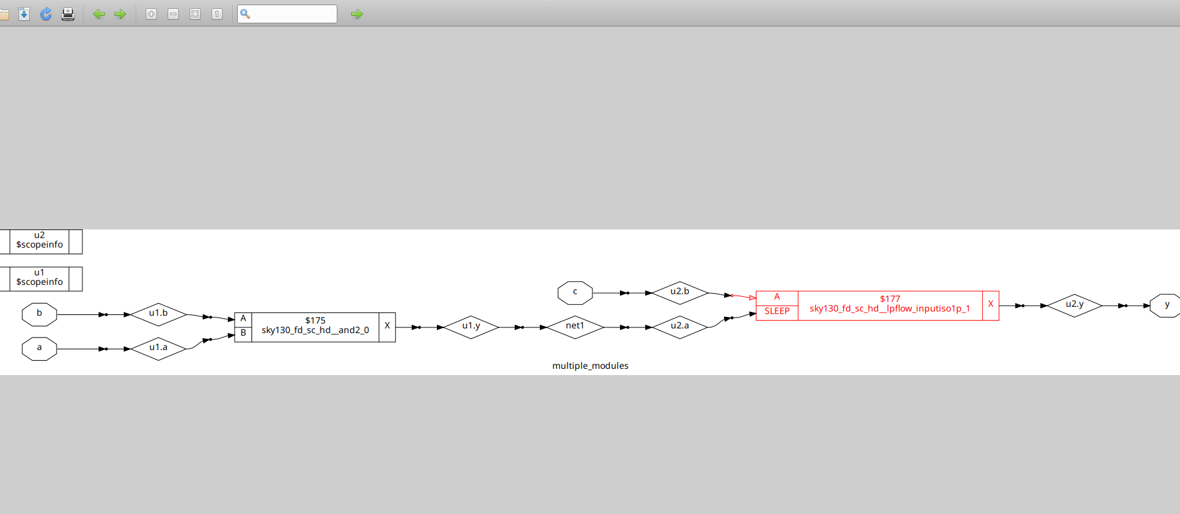 u2
$scopeinfo
u1
$scopeinfo
b
u1.b
a
u1.a
A
B
$175
sky130_fd_sc_hd__and2_0
X
u1.y
net1
c
u2.b
u2.a
A
SLEEP
$177
sky130_fd_sc_hd__lpflow_inputiso1p_1
X
u2.y
y
multiple_modules